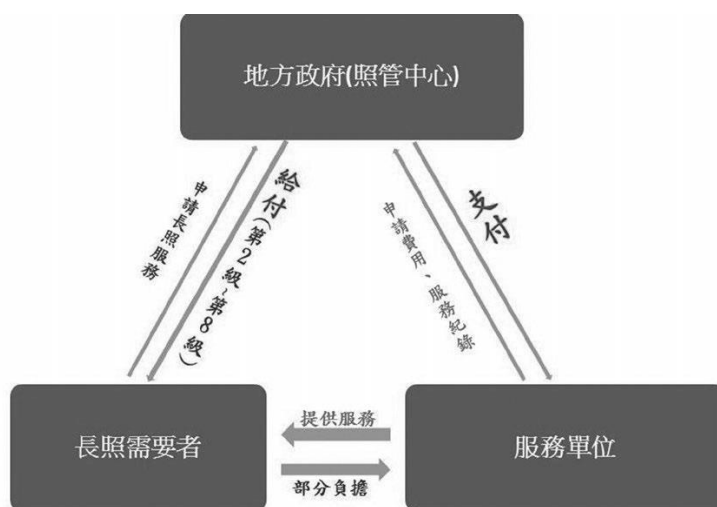 地方政府(照管中心)
申請長照服務
給付(第2級~第8級)
申請費用、服務紀錄
支付
長照需要者
提供服務
部分負擔
服務單位